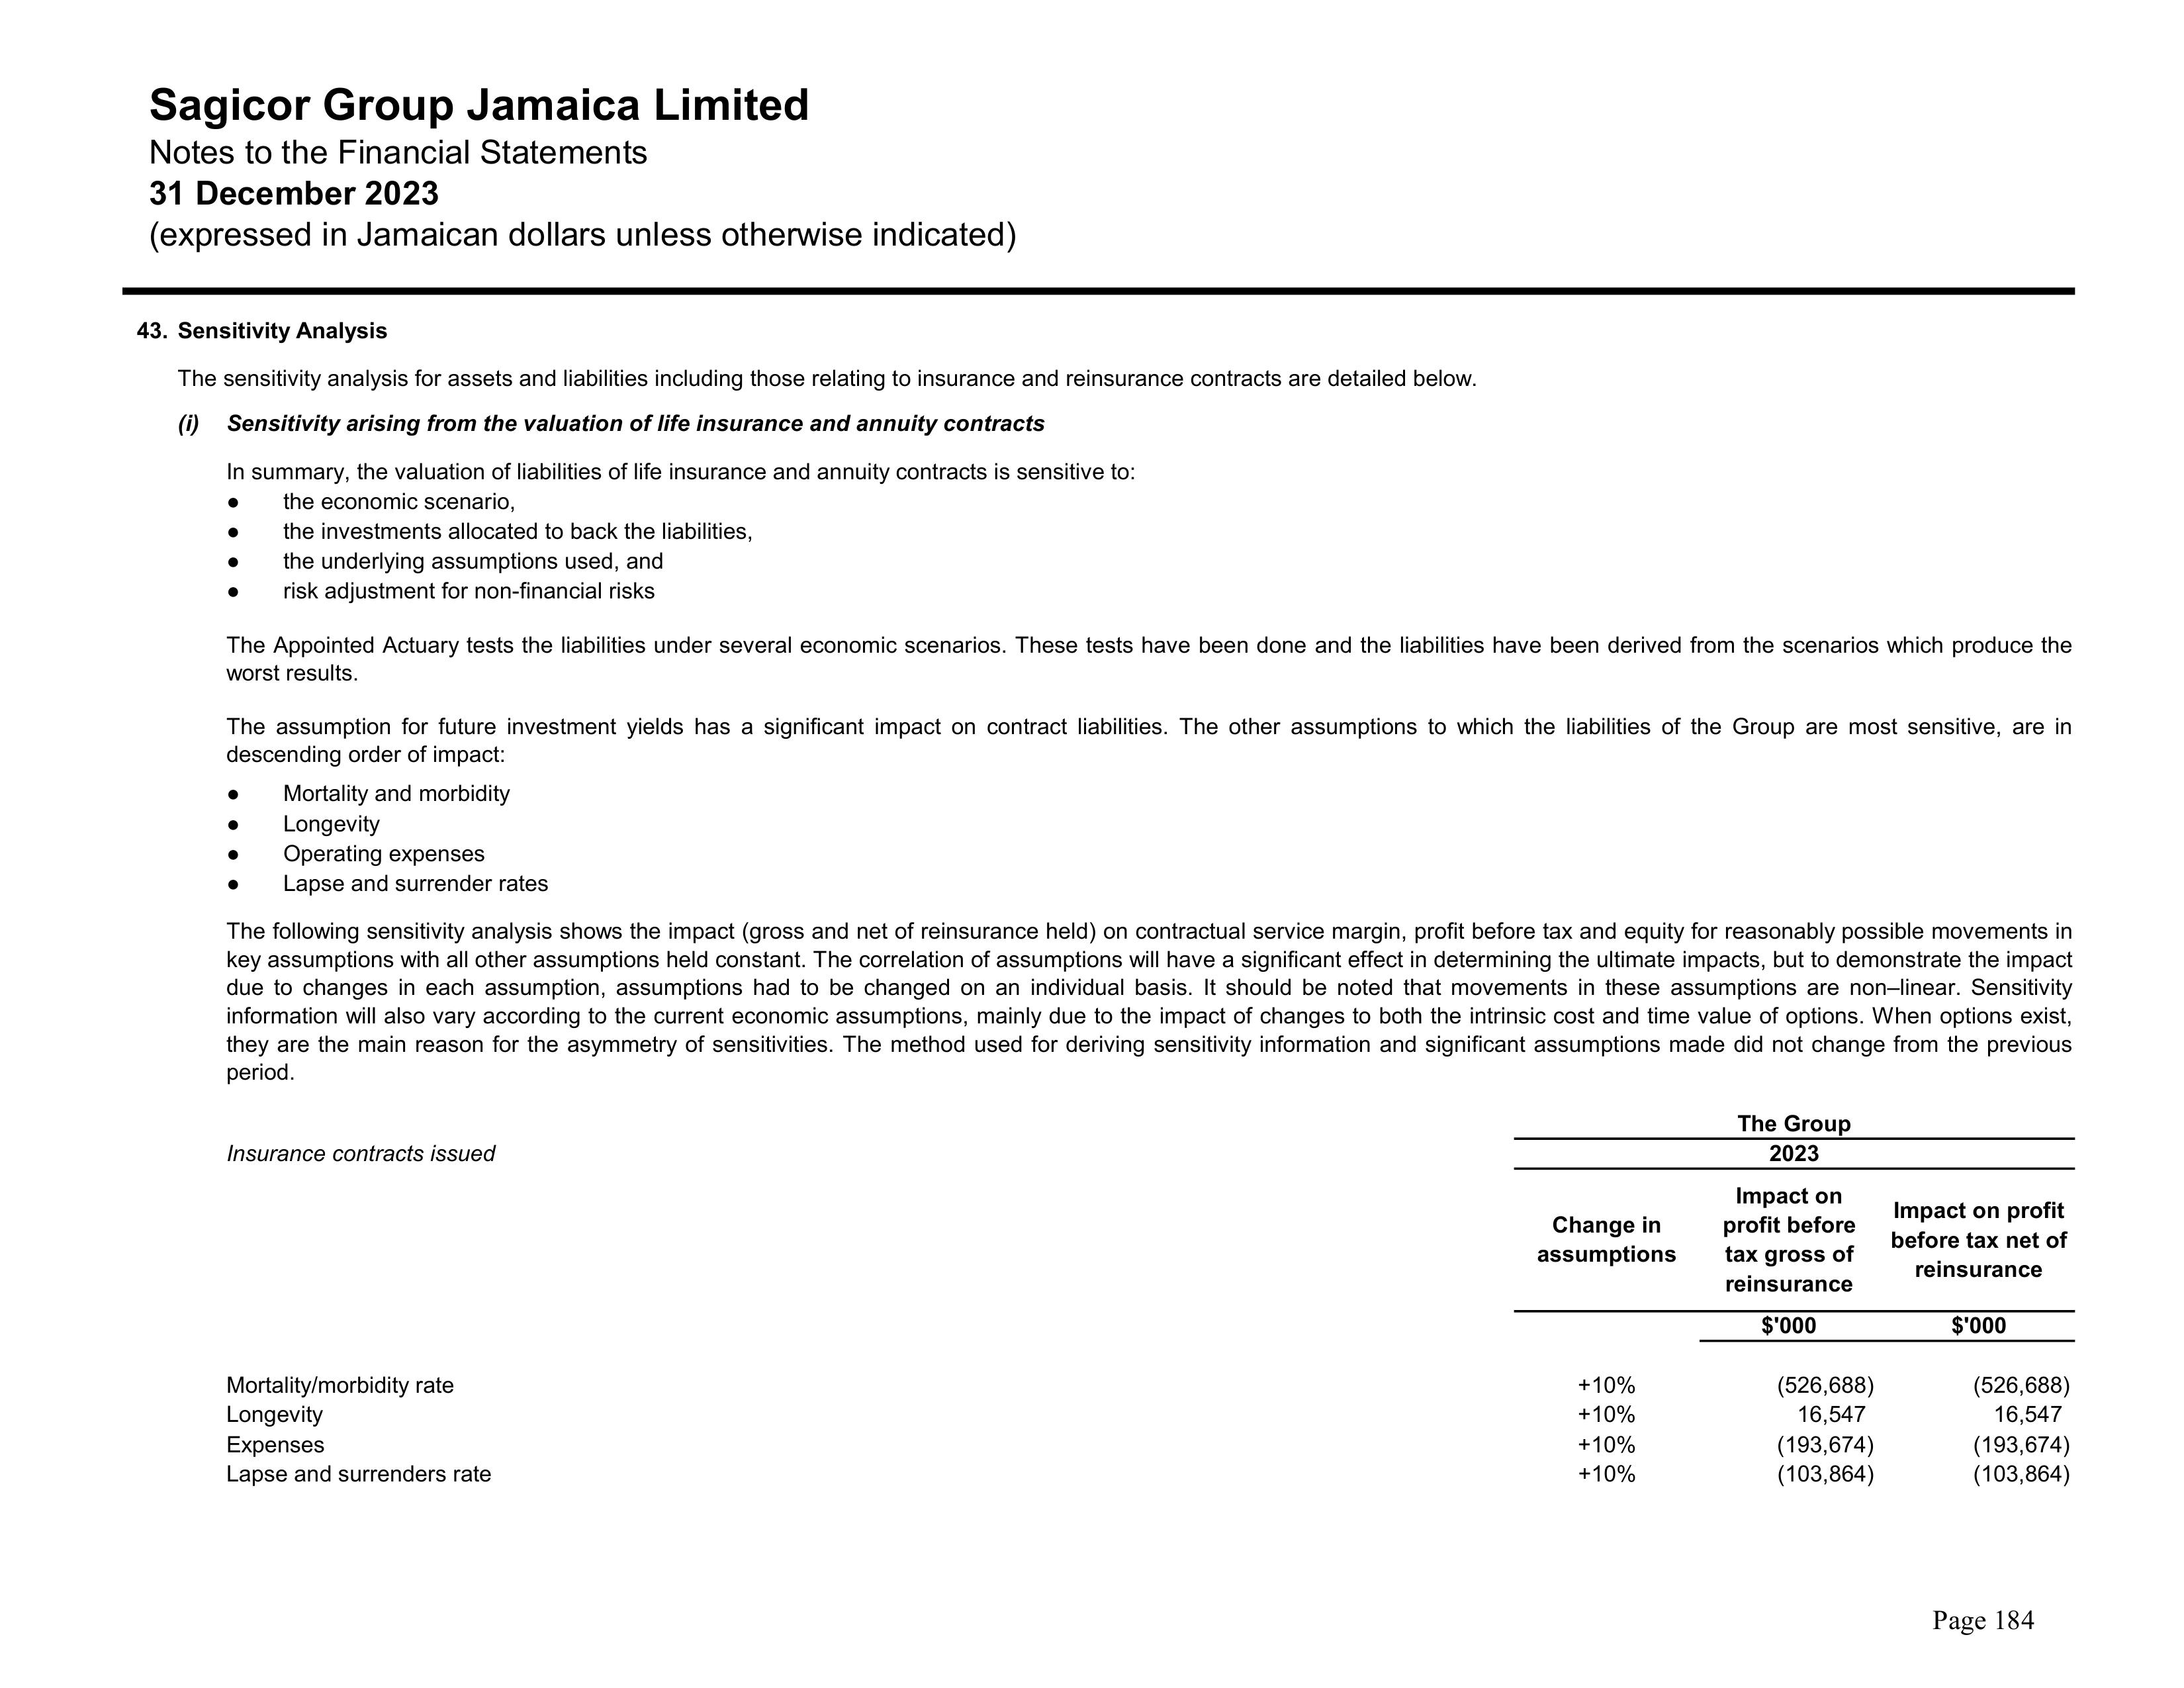 Sagicor Group Jamaica Limited
Notes to the Financial Statements
31 December 2023
(expressed in Jamaican dollars unless otherwise indicated)
43. Sensitivity Analysis
The sensitivity analysis for assets and liabilities including those relating to insurance and reinsurance contracts are detailed below.
(i) Sensitivity arising from the valuation of life insurance and annuity contracts
In summary, the valuation of liabilities of life insurance and annuity contracts is sensitive to:
● the economic scenario,
● the investments allocated to back the liabilities,
● the underlying assumptions used, and
● risk adjustment for non-financial risks
The Appointed Actuary tests the liabilities under several economic scenarios. These tests have been done and the liabilities have been derived from the scenarios which produce the
worst results.
The assumption for future investment yields has a significant impact on contract liabilities. The other assumptions to which the liabilities of the Group are most sensitive, are in
descending order of impact:
● Mortality and morbidity
● Longevity
● Operating expenses
● Lapse and surrender rates
The following sensitivity analysis shows the impact (gross and net of reinsurance held) on contractual service margin, profit before tax and equity for reasonably possible movements in
key assumptions with all other assumptions held constant. The correlation of assumptions will have a significant effect in determining the ultimate impacts, but to demonstrate the impact
due to changes in each assumption, assumptions had to be changed on an individual basis. It should be noted that movements in these assumptions are non–linear. Sensitivity
information will also vary according to the current economic assumptions, mainly due to the impact of changes to both the intrinsic cost and time value of options. When options exist,
they are the main reason for the asymmetry of sensitivities. The method used for deriving sensitivity information and significant assumptions made did not change from the previous
period.
The Group
Insurance contracts issued 2023
Change in
assumptions
Impact on
profit before
tax gross of
reinsurance
Impact on profit
before tax net of
reinsurance
$'000 $'000
Mortality/morbidity rate +10% (526,688) (526,688)
Longevity +10% 16,547 16,547
Expenses +10% (193,674) (193,674)
Lapse and surrenders rate +10% (103,864) (103,864)
Page 184